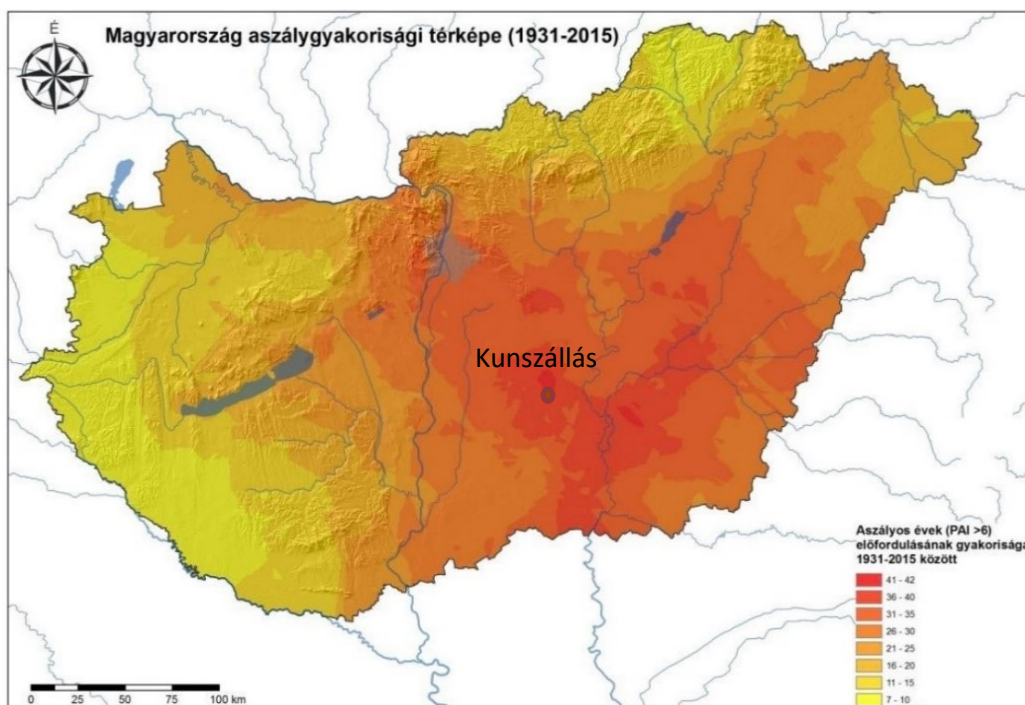 É
Magyarország aszálygyakorisági térképe (1931-2015)
Kunszállás
Aszályos évek (PAI >6)
előfordulásának gyakorisága
1931-2015 között
41 - 42
36 - 40
31 - 35
26 - 30
21 - 25
16 - 20
11 - 15
7 - 10
0 25 50 75 100 km